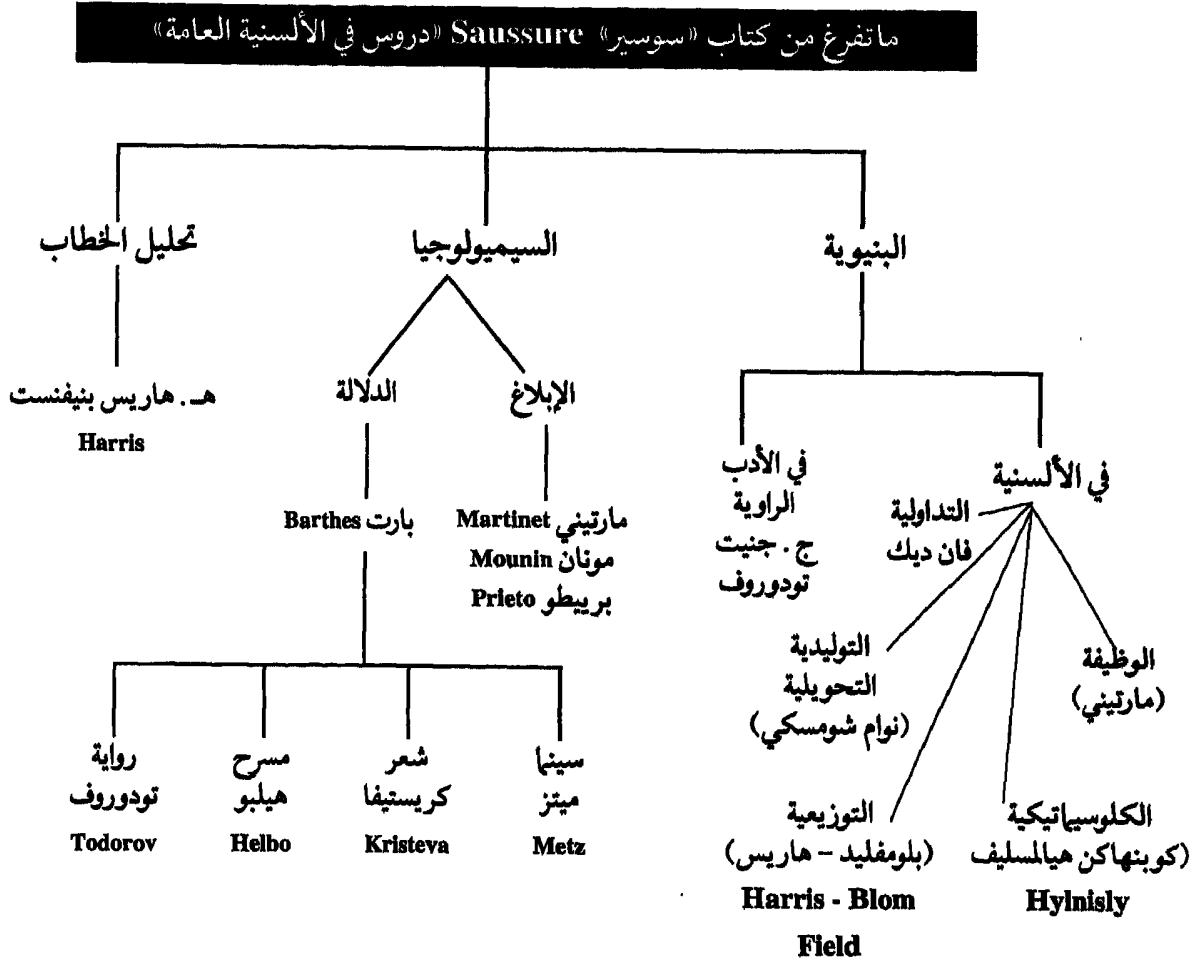 ماتفرغ من كتاب «سوسير» Saussure «دروس في الألسنية العامة»
البنيوية
السيميولوجيا
تحليل الخطاب
في الألسنية
في الأدب
الراوية
ج . جنيت
تودوروف
التداولية
فان ديك
التوليدية
التحويلية
(نوام شومسكي)
الوظيفة
(مارتيني)
الكلوسيماتيكية
(كوبنهاكن هيالمسليف
Hylnisly
التوزيعية
(بلومفليد – هاريس)
Harris - Blom
Field
الإبلاغ
مارتيني Martinet
مونان Mounin
برييطو Prieto
الدلالة
بارت Barthes
سينما
ميتز
Metz
شعر
كريستيفا
Kristeva
مسرح
هيلبو
Helbo
رواية
تودوروف
Todorov
هـ . هاريس بنيفنست
Harris